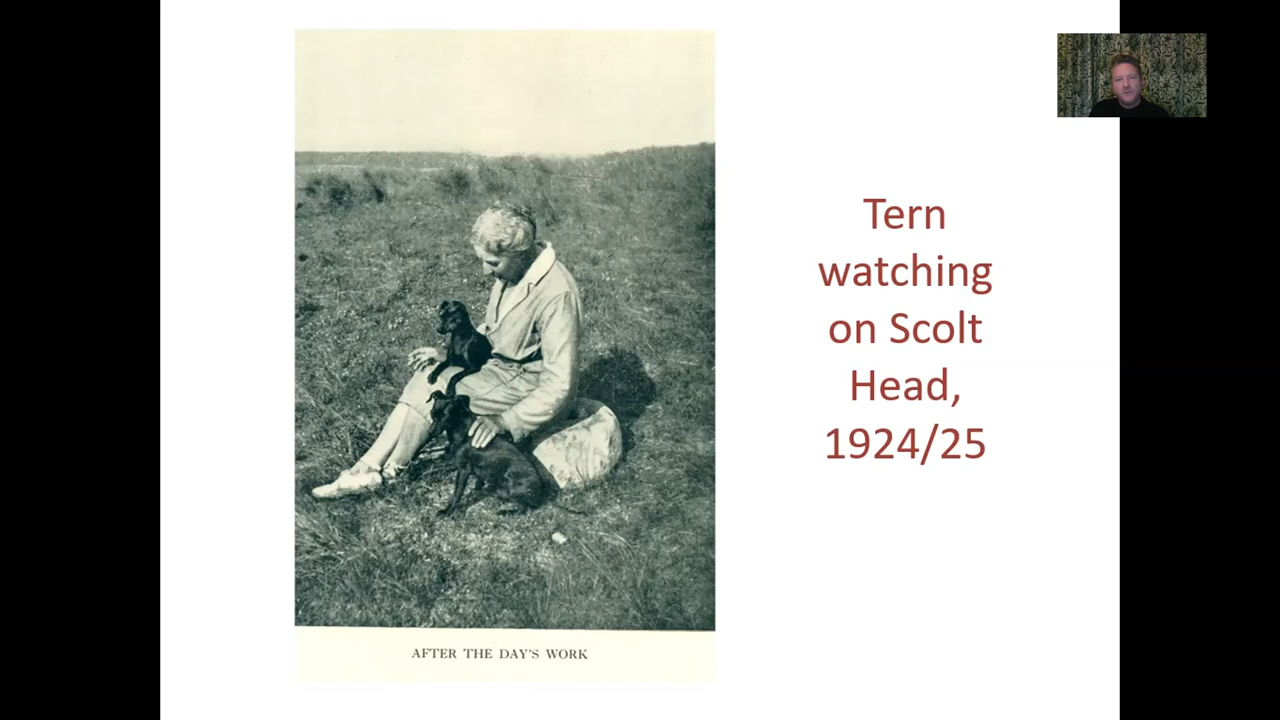 Tern
watching
on Scolt
Head,
1924/25
AFTER THE DAY'S WORK